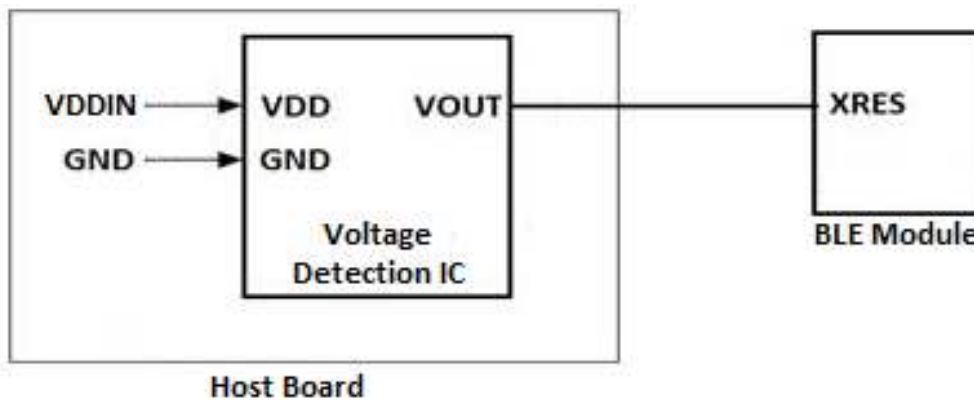 VDDIN
VDD
VOUT
XRES
GND
GND
Voltage
Detection IC
BLE Module
Host Board